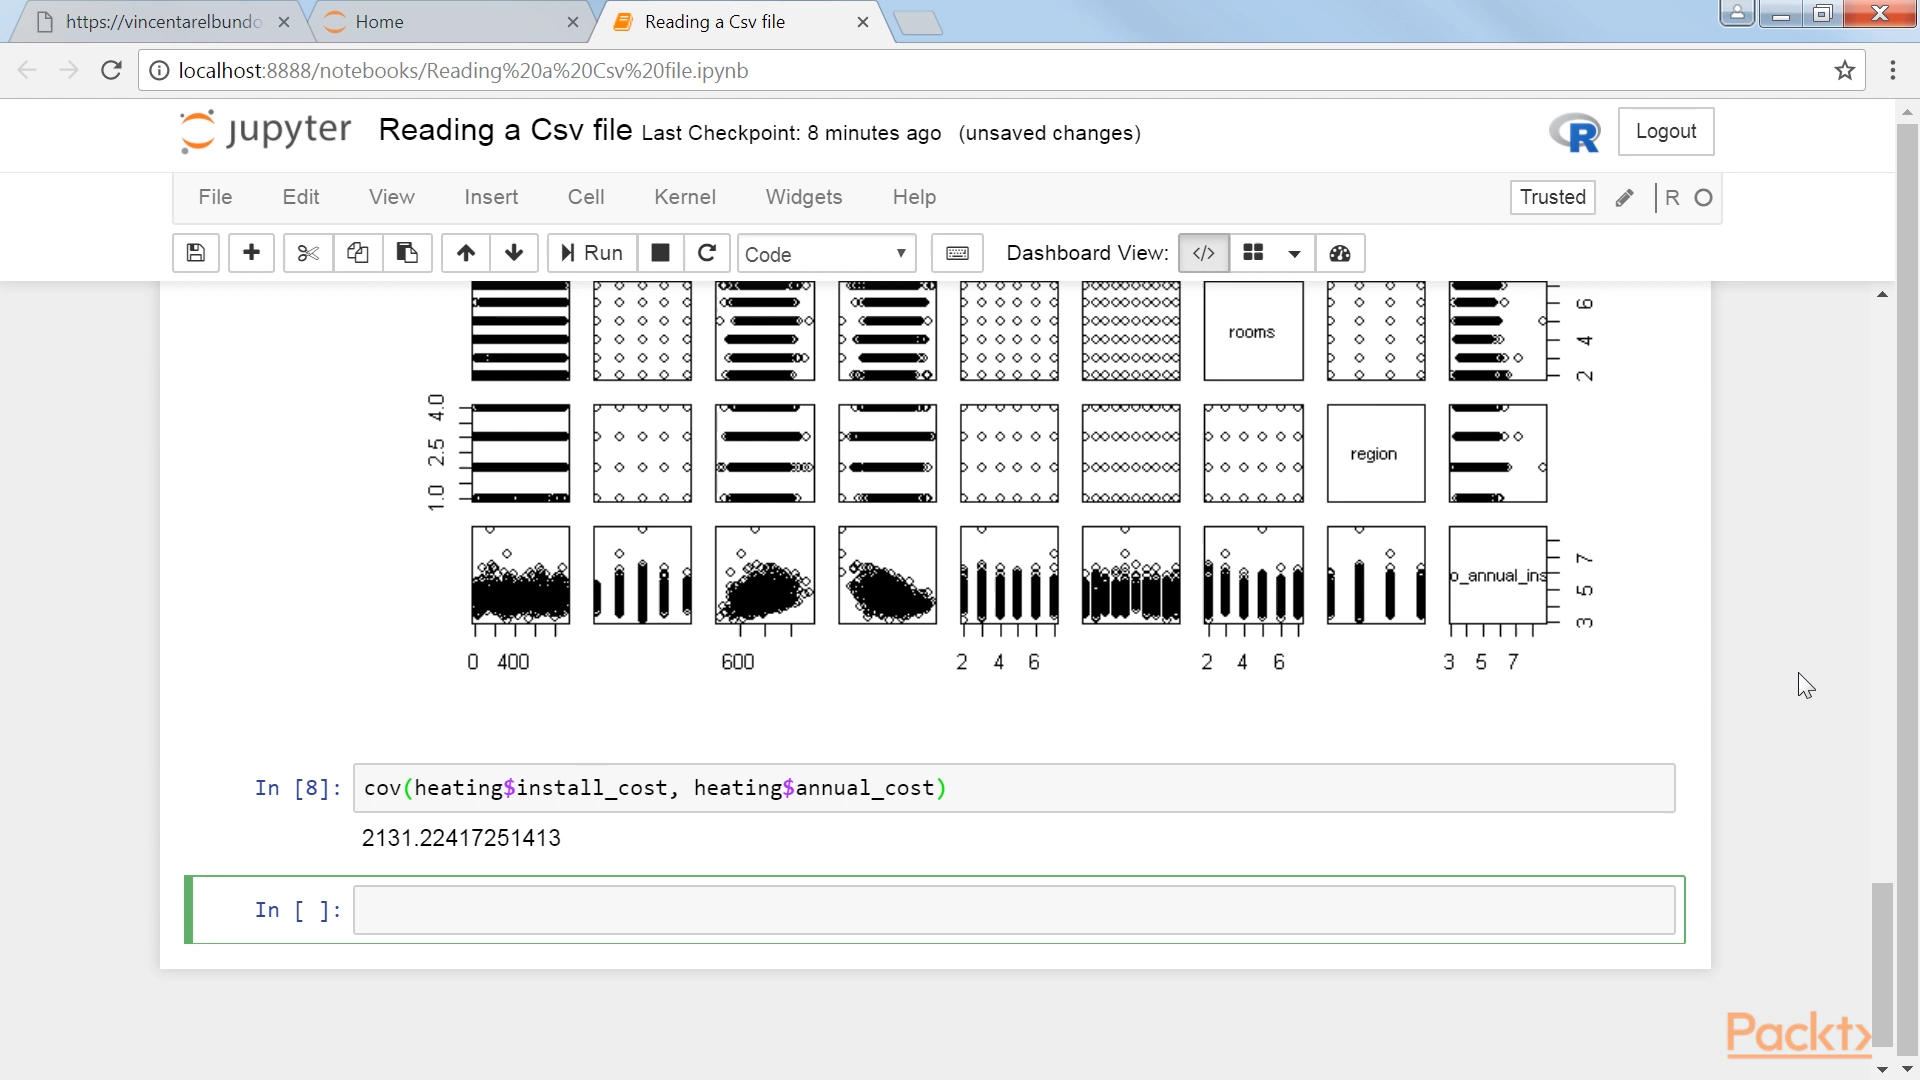 https://vincentarelbundo
Home
Reading a Csv file
localhost:8888/notebooks/Reading%20a%20Csv%20file.ipynb
jupyter
Reading a Csv file Last Checkpoint: 8 minutes ago (unsaved changes)
R
Logout
File Edit View Insert Cell Kernel Widgets Help
Trusted
R
Run
Code
Dashboard View:
</>
rooms
2 4 6
1.0 2.5 4.0
region
o_annual_ins
3 5 7
0 400
600
2 4 6
2 4 6
3 5 7
In [8]:
cov(heating$install_cost, heating$annual_cost)
2131.22417251413
In [ ]:
Packt